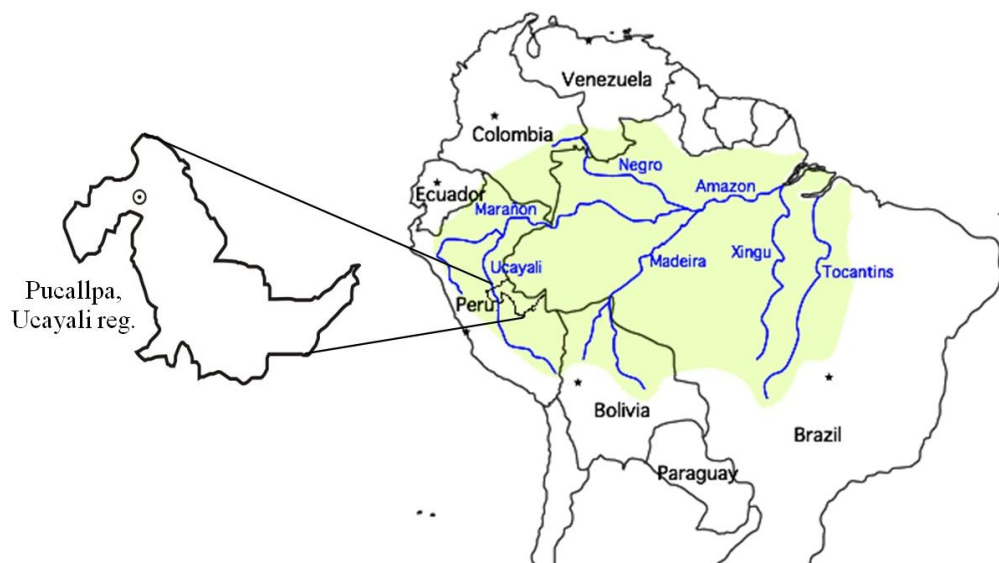 Venezuela
Colombia
Negro
Ecuador
Amazon
Marañon
Xingu
Madeira
Ucayali
Tocantins
Pucallpa,
Ucayali reg.
Peru
Bolivia
Brazil
Paraguay